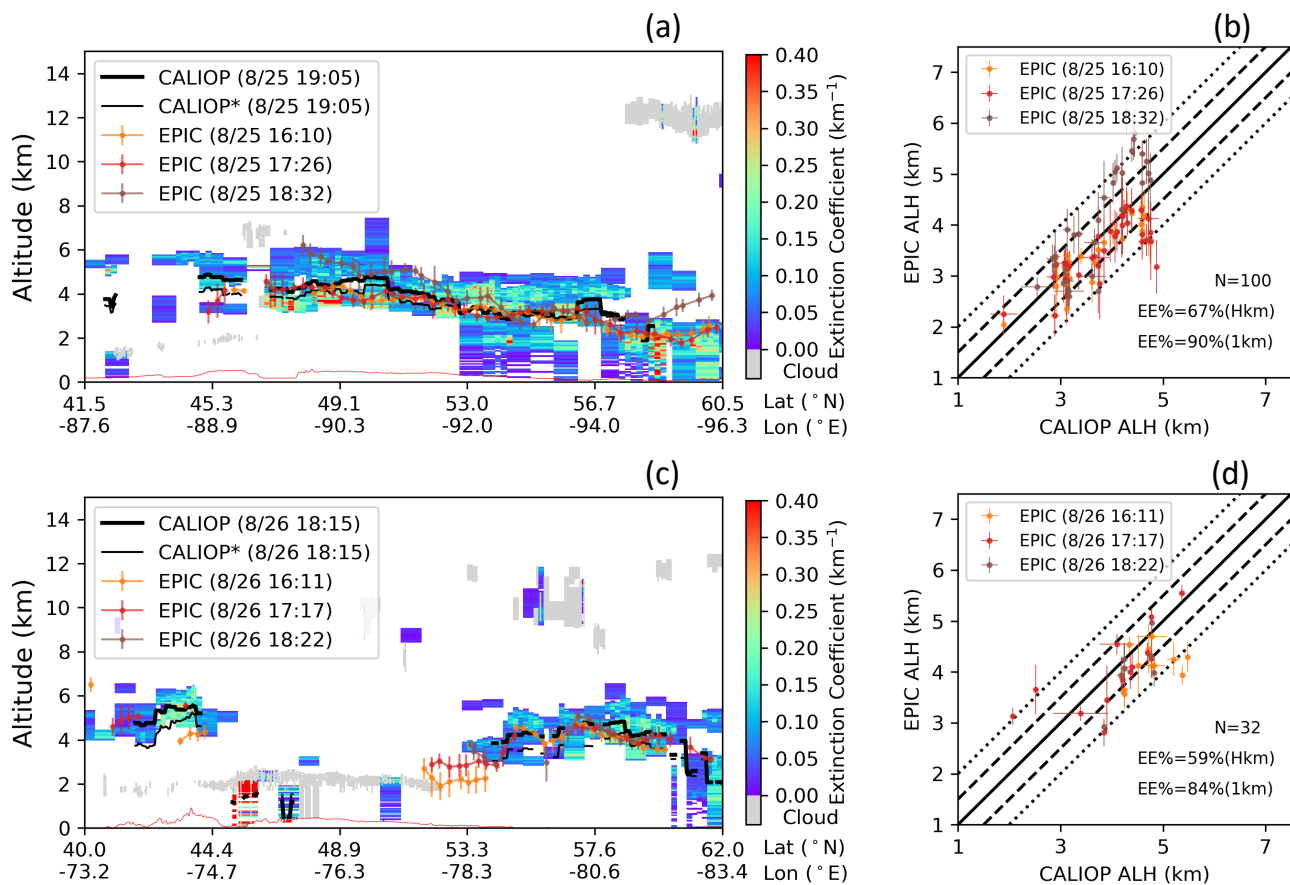 (a)
14
12
10
8
6
4
2
0
Altitude (km)
CALIOP (8/25 19:05)
CALIOP* (8/25 19:05)
EPIC (8/25 16:10)
EPIC (8/25 17:26)
EPIC (8/25 18:32)
41.5 45.3 49.1 53.0 56.7 60.5 Lat (°N)
-87.6 -88.9 -90.3 -92.0 -94.0 -96.3 Lon (°E)
0.40
0.35
0.30
0.25
0.20
0.15
0.10
0.05
0.00
Cloud
Extinction Coefficient (km−1)
(b)
7
6
5
4
3
2
1
EPIC ALH (km)
EPIC (8/25 16:10)
EPIC (8/25 17:26)
EPIC (8/25 18:32)
N=100
EE%=67%(Hkm)
EE%=90%(1km)
1 3 5 7
CALIOP ALH (km)
(c)
14
12
10
8
6
4
2
0
Altitude (km)
CALIOP (8/26 18:15)
CALIOP* (8/26 18:15)
EPIC (8/26 16:11)
EPIC (8/26 17:17)
EPIC (8/26 18:22)
40.0 44.4 48.9 53.3 57.6 62.0 Lat (°N)
-73.2 -74.7 -76.3 -78.3 -80.6 -83.4 Lon (°E)
0.40
0.35
0.30
0.25
0.20
0.15
0.10
0.05
0.00
Cloud
Extinction Coefficient (km−1)
(d)
7
6
5
4
3
2
1
EPIC ALH (km)
EPIC (8/26 16:11)
EPIC (8/26 17:17)
EPIC (8/26 18:22)
N=32
EE%=59%(Hkm)
EE%=84%(1km)
1 3 5 7
CALIOP ALH (km)